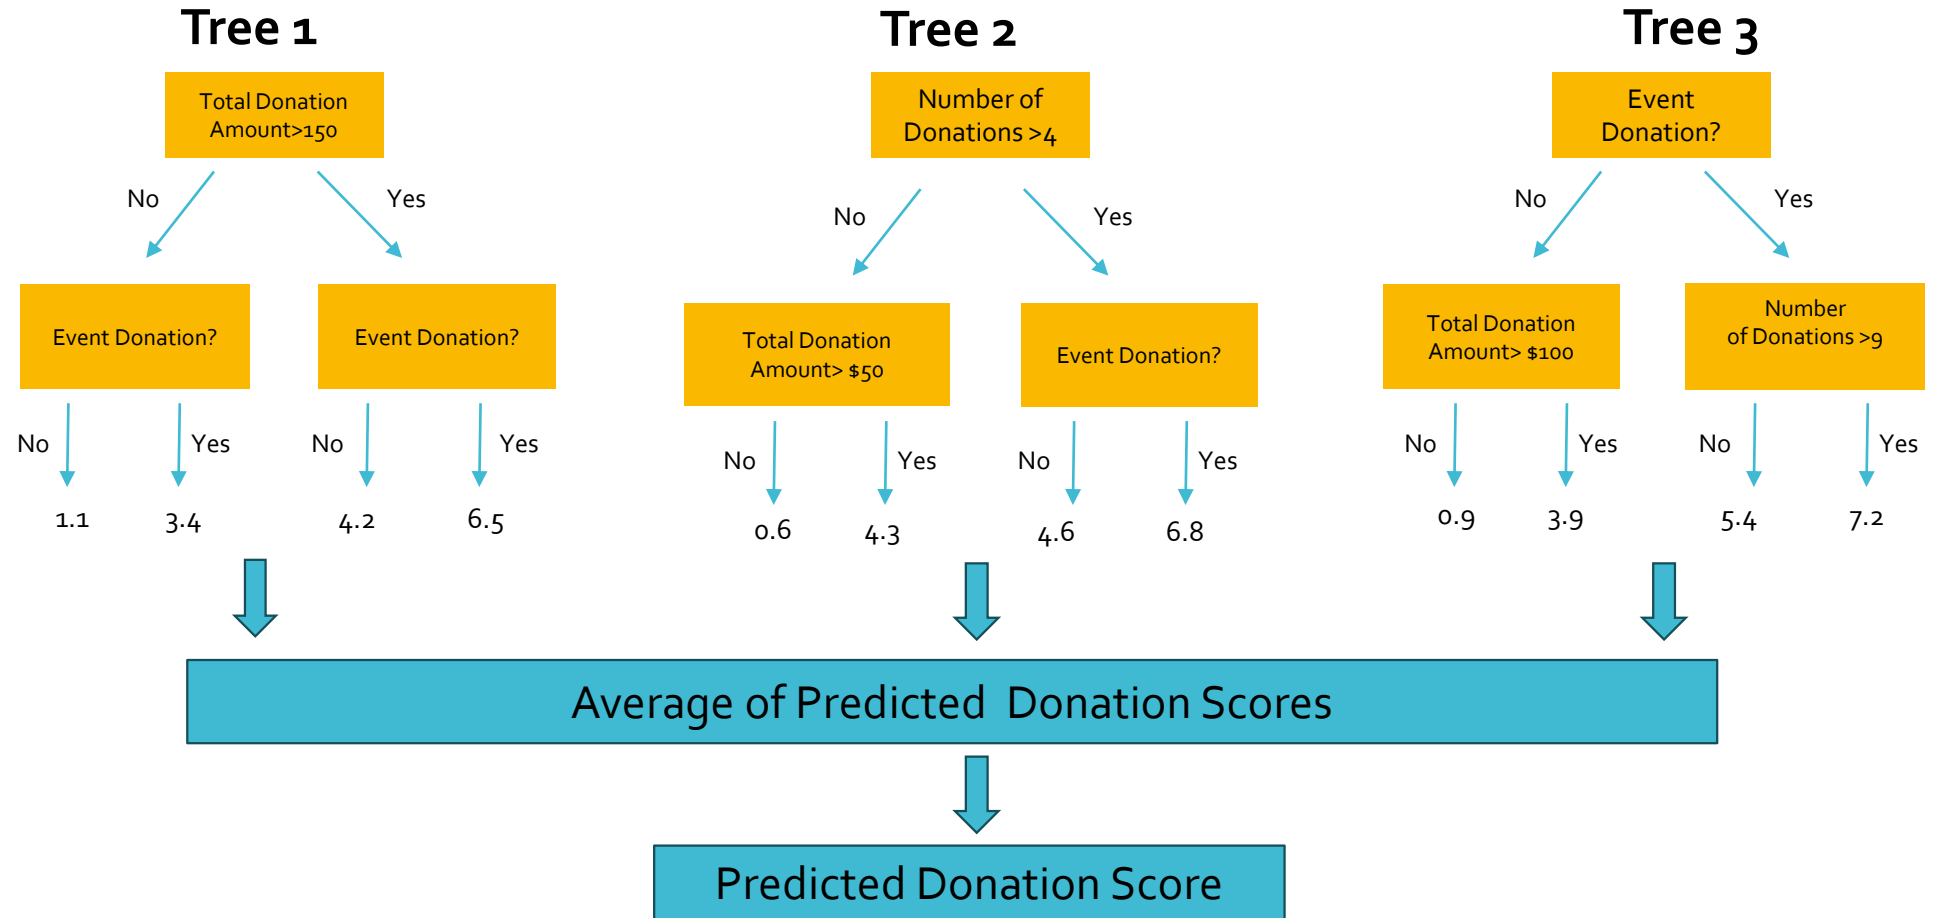 Tree 1
Tree 2
Tree 3
Total Donation
Amount>150
Number of
Donations >4
Event
Donation?
No
Yes
No
Yes
No
Yes
Event Donation?
Event Donation?
Total Donation
Amount> $50
Event Donation?
Total Donation
Amount> $100
Number
of Donations >9
No
Yes
No
Yes
No
Yes
No
Yes
No
Yes
No
Yes
1.1
3.4
4.2
6.5
0.6
4.3
4.6
6.8
0.9
3.9
5.4
7.2
Average of Predicted  Donation Scores
Predicted Donation Score